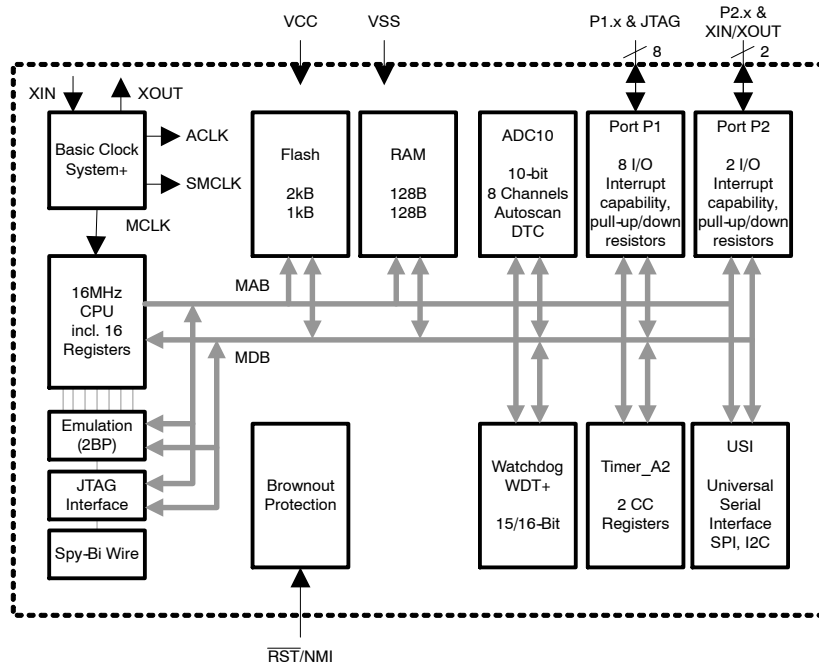 VCC
VSS
P1.x & JTAG
8
P2.x &
XIN/XOUT
2
XIN
XOUT
Basic Clock
System+
ACLK
SMCLK
MCLK
Flash
2kB
1kB
RAM
128B
128B
ADC10
10-bit
8 Channels
Autoscan
DTC
Port P1
8 I/O
Interrupt
capability,
pull-up/down
resistors
Port P2
2 I/O
Interrupt
capability,
pull-up/down
resistors
16MHz
CPU
incl. 16
Registers
MAB
MDB
Emulation
(2BP)
JTAG
Interface
Spy-Bi Wire
Brownout
Protection
Watchdog
WDT+
15/16-Bit
Timer_A2
2 CC
Registers
USI
Universal
Serial
Interface
SPI, I2C
RST/NMI